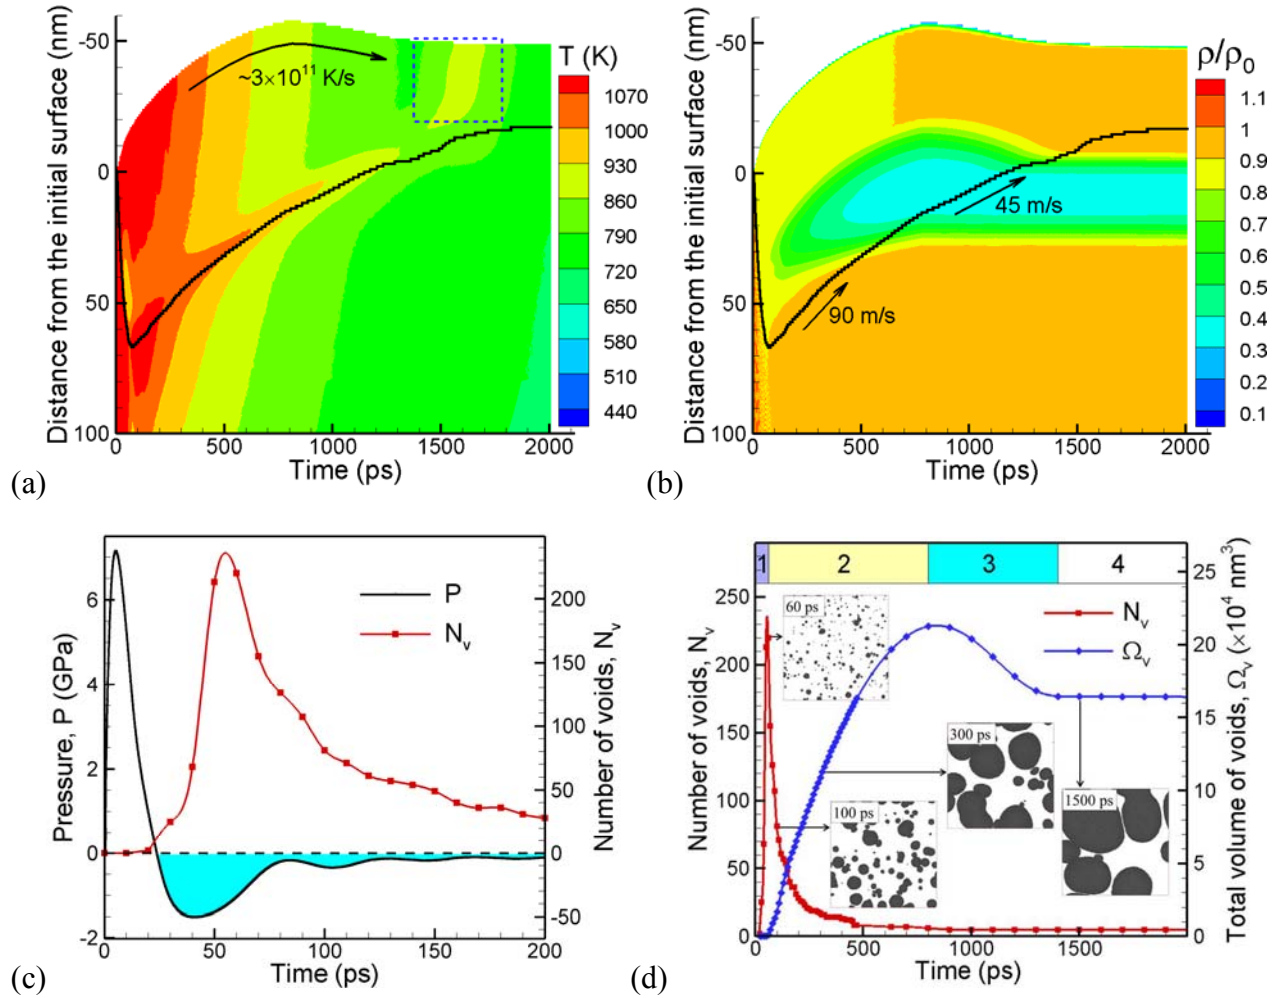 Distance from the initial surface (nm)
-50
0
50
100
0 500 1000 1500 2000
Time (ps)
~3×10¹¹ K/s
T (K)
1070
1000
930
860
790
720
650
580
510
440
(a)
Distance from the initial surface (nm)
-50
0
50
100
0 500 1000 1500 2000
Time (ps)
45 m/s
90 m/s
ρ/ρ₀
1.1
1
0.9
0.8
0.7
0.6
0.5
0.4
0.3
0.2
0.1
(b)
Pressure, P (GPa)
6
4
2
0
-2
P
Nᵥ
200
150
100
50
0
-50
Number of voids, Nᵥ
0 50 100 150 200
Time (ps)
(c)
1 2 3 4
Number of voids, Nᵥ
250
200
150
100
50
0
60 ps
Nᵥ
Ωᵥ
300 ps
100 ps
1500 ps
25
20
15
10
5
0
Total volume of voids, Ωᵥ (×10⁴ nm³)
0 500 1000 1500
Time (ps)
(d)